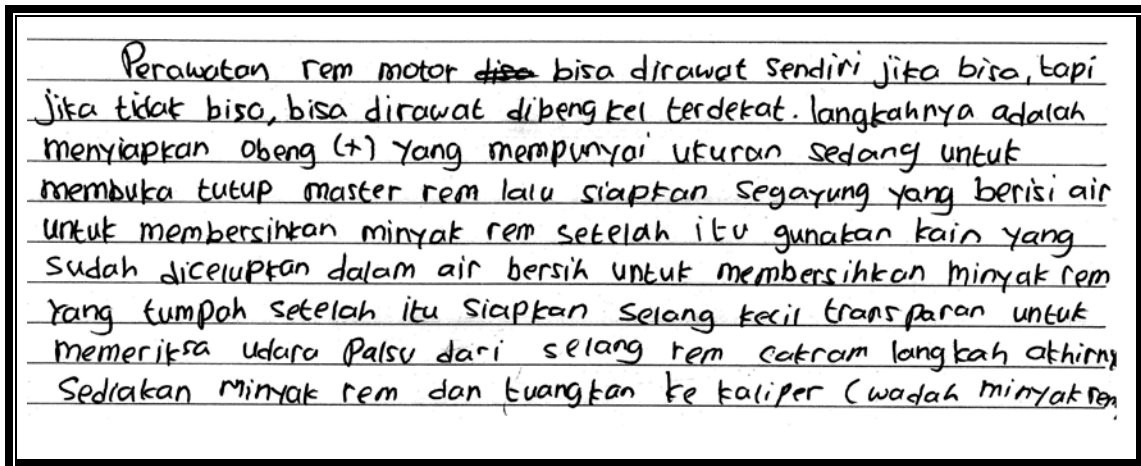 Perawatan rem motor bisa dirawat sendiri jika bisa, tapi
jika tidak bisa, bisa dirawat dibengkel terdekat. langkahnya adalah
menyiapkan obeng (+) yang mempunyai ukuran sedang untuk
membuka tutup master rem lalu siapkan segayung yang berisi air
untuk membersihkan minyak rem setelah itu gunakan kain yang
sudah dicelupkan dalam air bersih untuk membersihkan minyak rem
yang tumpah setelah itu siapkan selang kecil transparan untuk
memeriksa udara palsu dari selang rem cakram langkah akhirny
Sediakan minyak rem dan tuangkan ke kaliper (wadah minyak rem